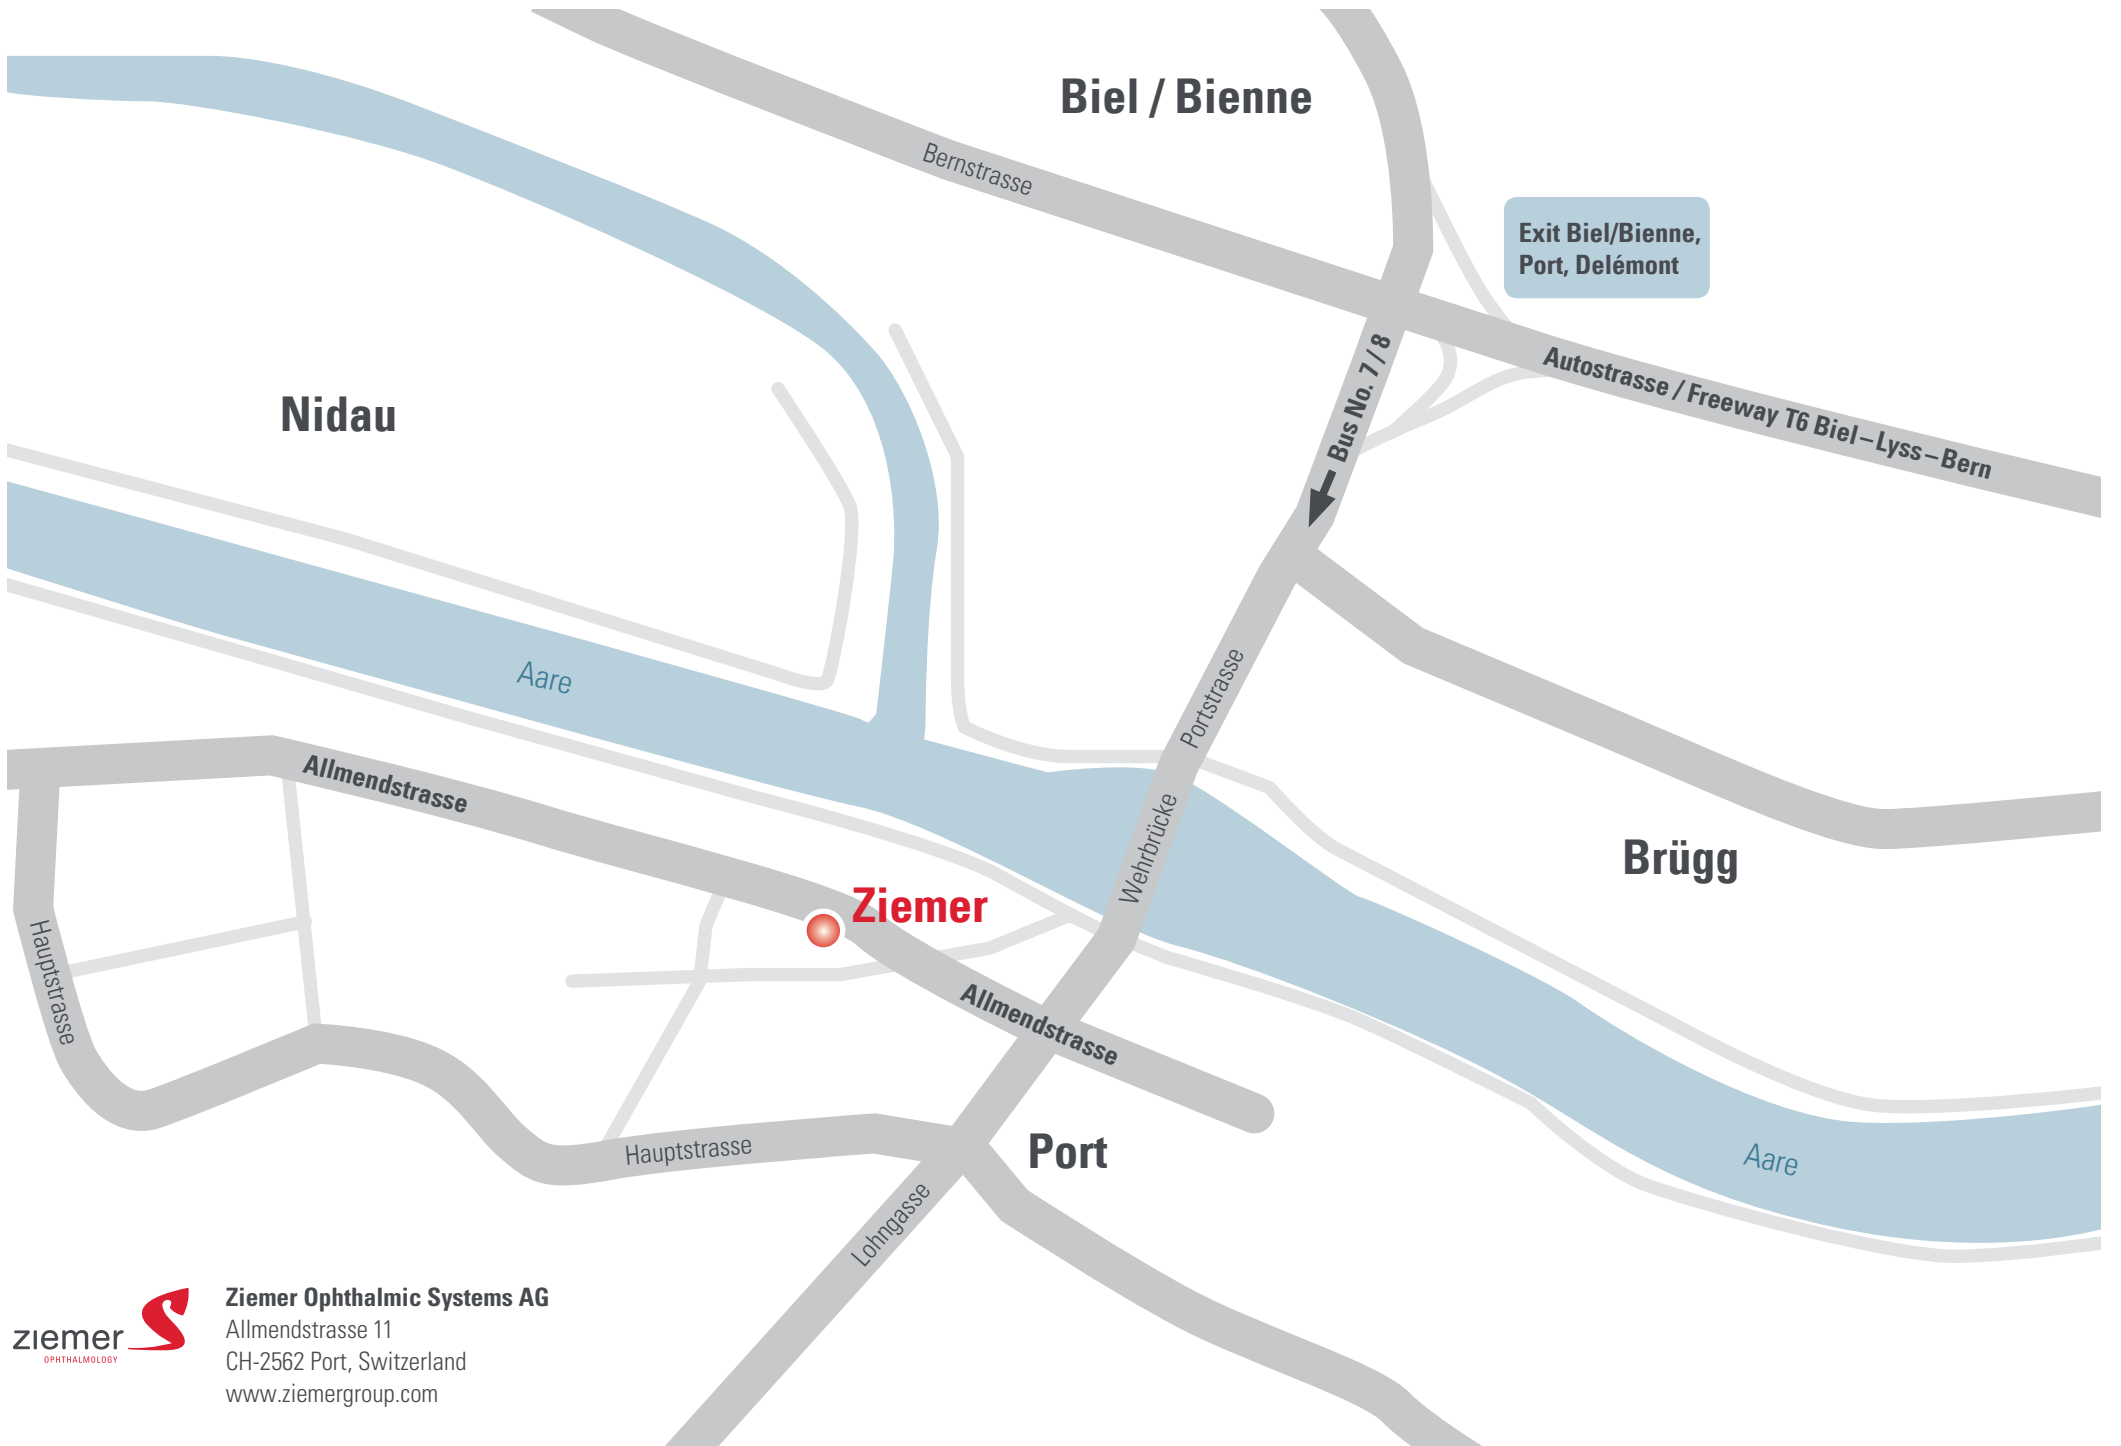 Biel / Bienne
Bernstrasse
Exit Biel/Bienne,
Port, Delémont
Bus No. 7 / 8
Autostrasse / Freeway T6 Biel – Lyss – Bern
Nidau
Aare
Portstrasse
Allmendstrasse
Wehrbrücke
Brügg
Ziemer
Hauptstrasse
Allmendstrasse
Hauptstrasse
Port
Aare
Lohngasse
ziemer
OPHTHALMOLOGY
Ziemer Ophthalmic Systems AG
Allmendstrasse 11
CH-2562 Port, Switzerland
www.ziemergroup.com